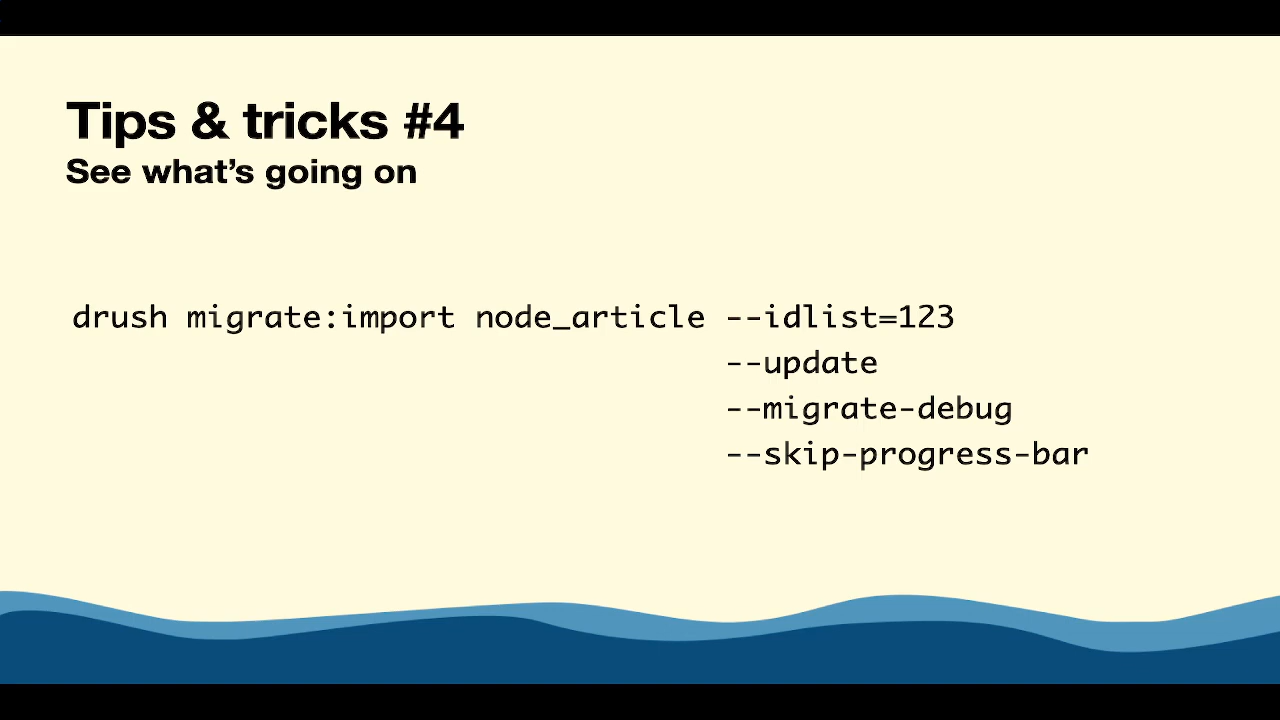 Tips & tricks #4
See what’s going on
drush migrate:import node_article --idlist=123
--update
--migrate-debug
--skip-progress-bar